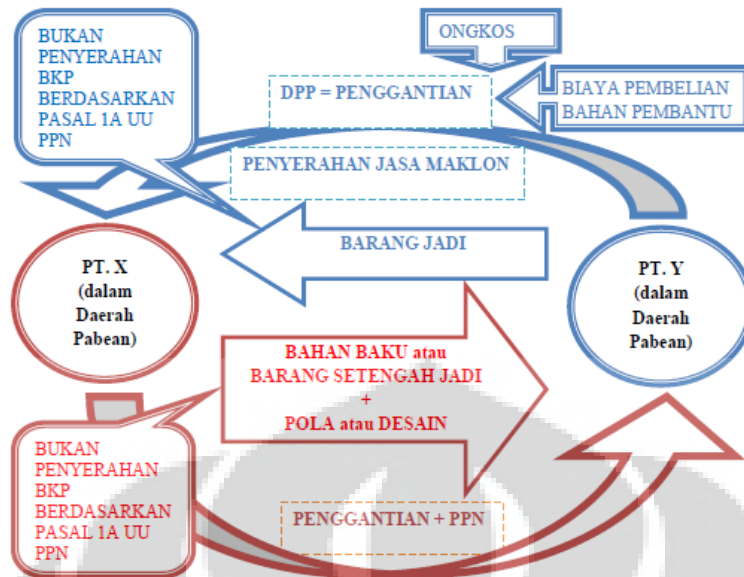 BUKAN
PENYERAHAN
BKP
BERDASARKAN
PASAL 1A UU
PPN
ONGKOS
DPP = PENGGANTIAN
BIAYA PEMBELIAN
BAHAN PEMBANTU
PENYERAHAN JASA MAKLON
BARANG JADI
PT. X
(dalam
Daerah
Pabean)
PT. Y
(dalam
Daerah
Pabean)
BAHAN BAKU atau
BARANG SETENGAH JADI
+
POLA atau DESAIN
BUKAN
PENYERAHAN
BKP
BERDASARKAN
PASAL 1A UU
PPN
PENGGANTIAN + PPN